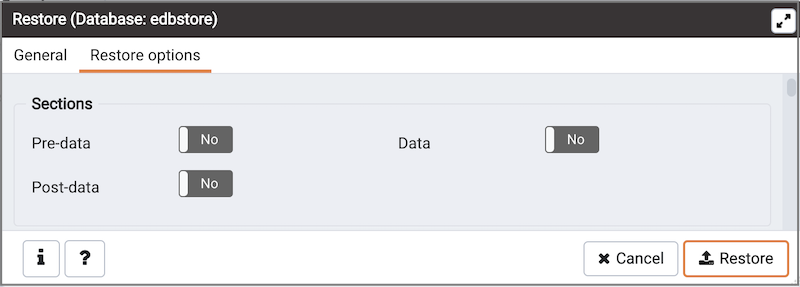 Restore (Database: edbstore)
General Restore options
Sections
Pre-data No Data No
Post-data No
i ? Cancel Restore